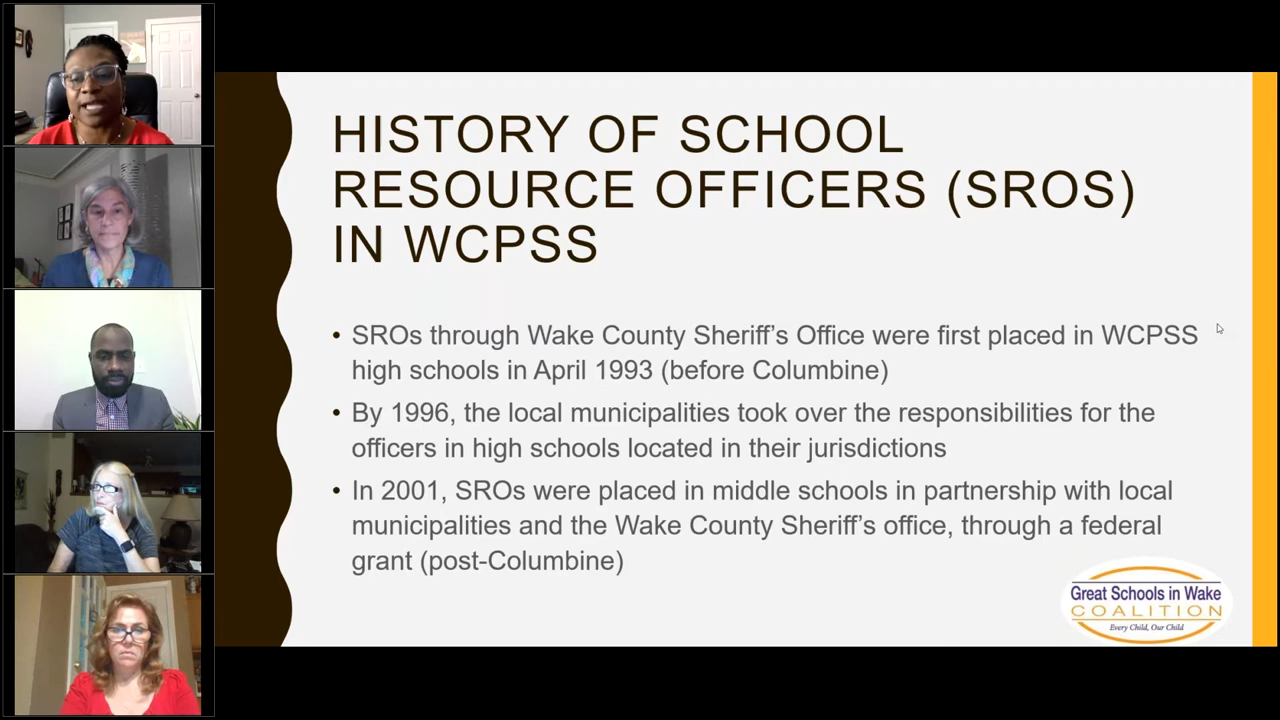 HISTORY OF SCHOOL
RESOURCE OFFICERS (SROS)
IN WCPSS
• SROs through Wake County Sheriff's Office were first placed in WCPSS
high schools in April 1993 (before Columbine)
• By 1996, the local municipalities took over the responsibilities for the
officers in high schools located in their jurisdictions
• In 2001, SROs were placed in middle schools in partnership with local
municipalities and the Wake County Sheriff's office, through a federal
grant (post-Columbine)
Great Schools in Wake
COALITION
Every Child, Our Child